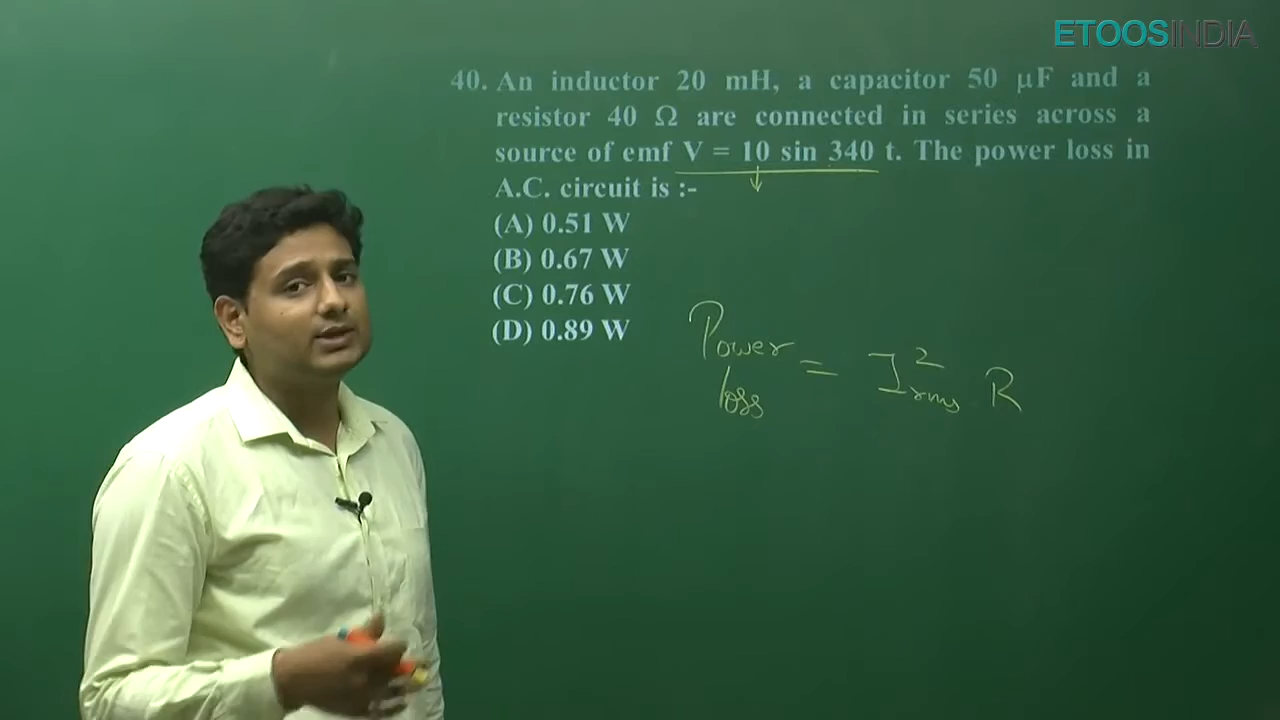 ETOOSINDIA
40. An inductor 20 mH, a capacitor 50 μF and a
resistor 40 Ω are connected in series across a
source of emf V = 10 sin 340 t. The power loss in
A.C. circuit is :-
(A) 0.51 W
(B) 0.67 W
(C) 0.76 W
(D) 0.89 W
Power loss = I²rms R